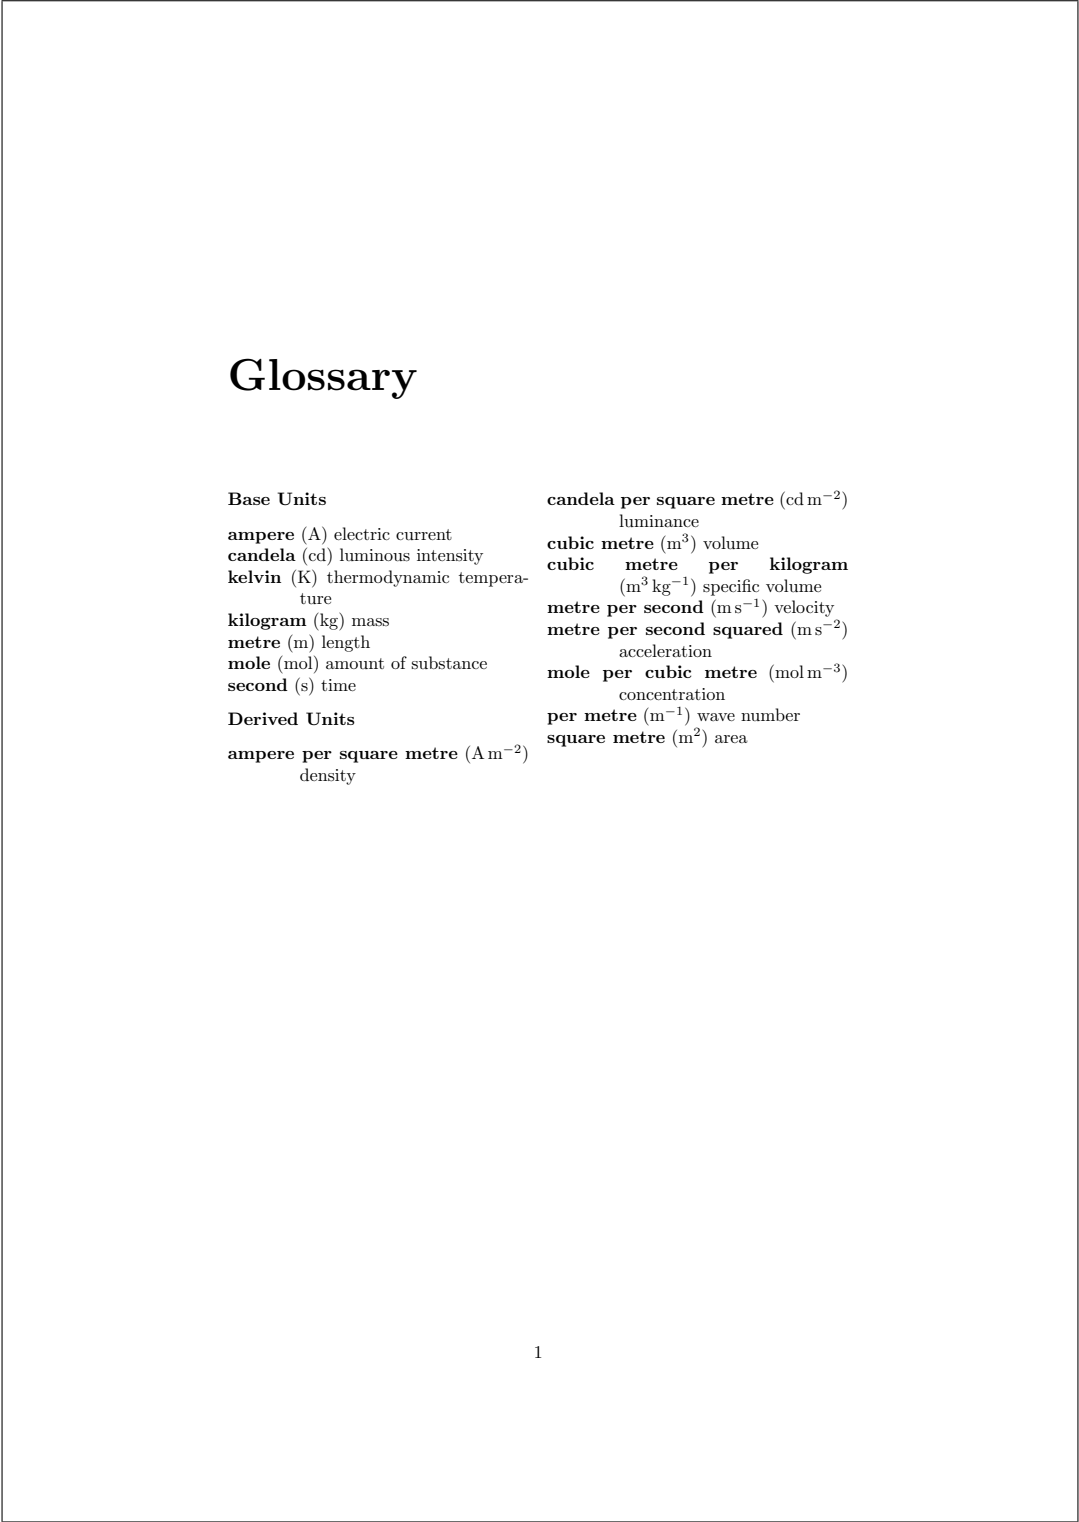 Glossary
Base Units
ampere (A) electric current
candela (cd) luminous intensity
kelvin (K) thermodynamic tempera-
ture
kilogram (kg) mass
metre (m) length
mole (mol) amount of substance
second (s) time
Derived Units
ampere per square metre (A m⁻²)
density
candela per square metre (cd m⁻²)
luminance
cubic metre (m³) volume
cubic metre per kilogram
(m³ kg⁻¹) specific volume
metre per second (m s⁻¹) velocity
metre per second squared (m s⁻²)
acceleration
mole per cubic metre (mol m⁻³)
concentration
per metre (m⁻¹) wave number
square metre (m²) area
1